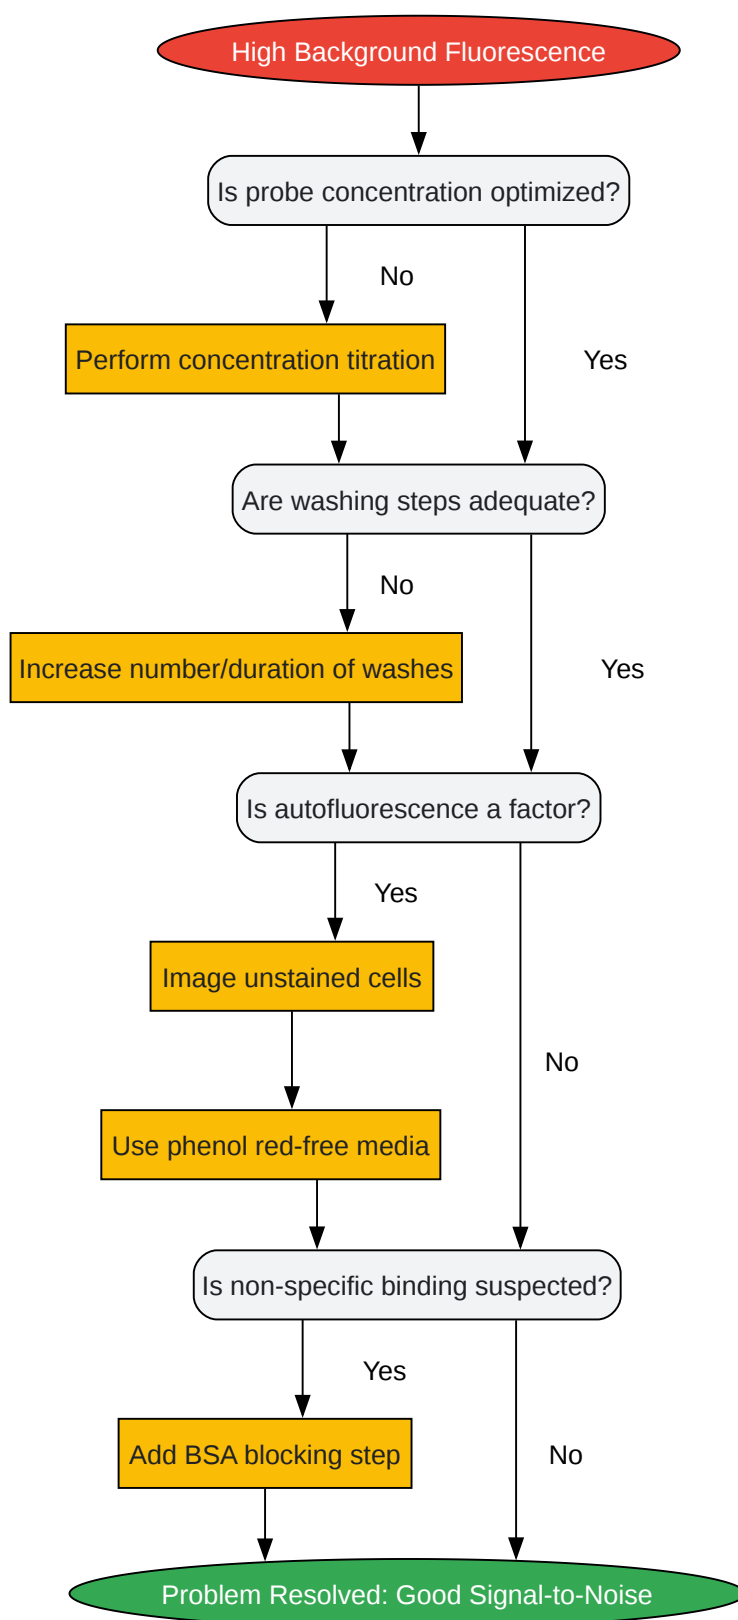 High Background Fluorescence
Is probe concentration optimized?
No
Perform concentration titration
Yes
Are washing steps adequate?
No
Increase number/duration of washes
Yes
Is autofluorescence a factor?
Yes
Image unstained cells
No
Use phenol red-free media
Is non-specific binding suspected?
Yes
Add BSA blocking step
No
Problem Resolved: Good Signal-to-Noise